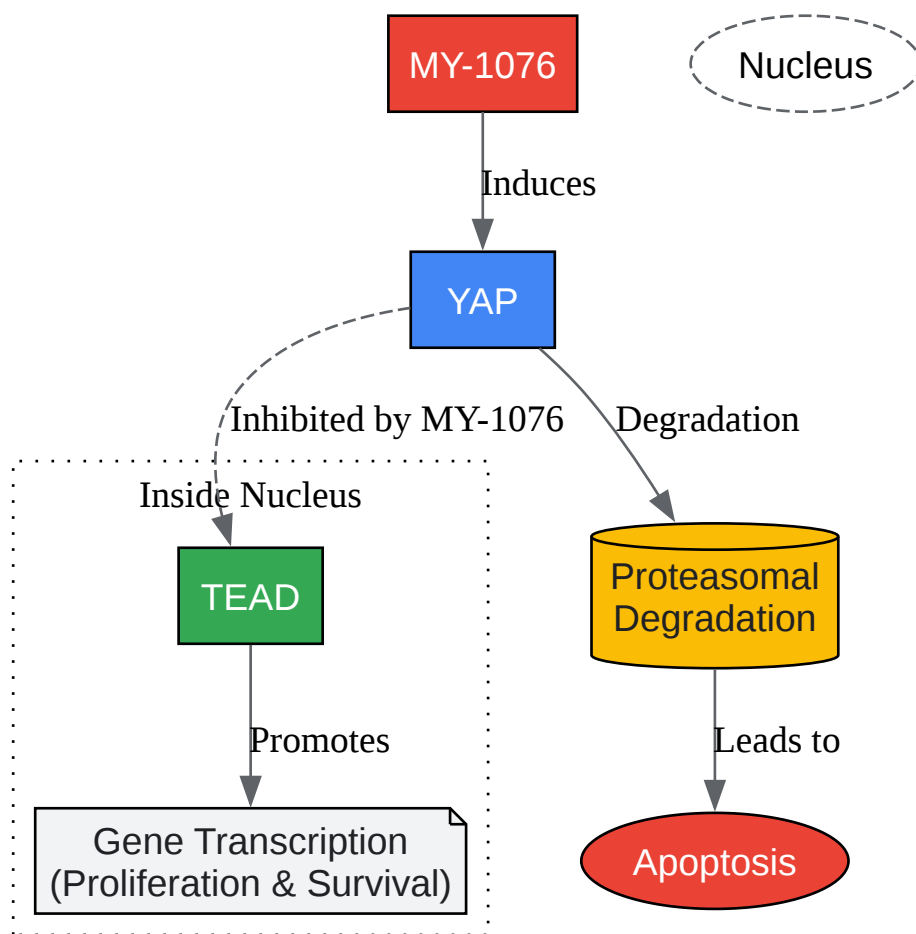 MY-1076
Nucleus
Induces
YAP
Inhibited by MY-1076
Degradation
Inside Nucleus
TEAD
Proteasomal
Degradation
Promotes
Leads to
Gene Transcription
(Proliferation & Survival)
Apoptosis